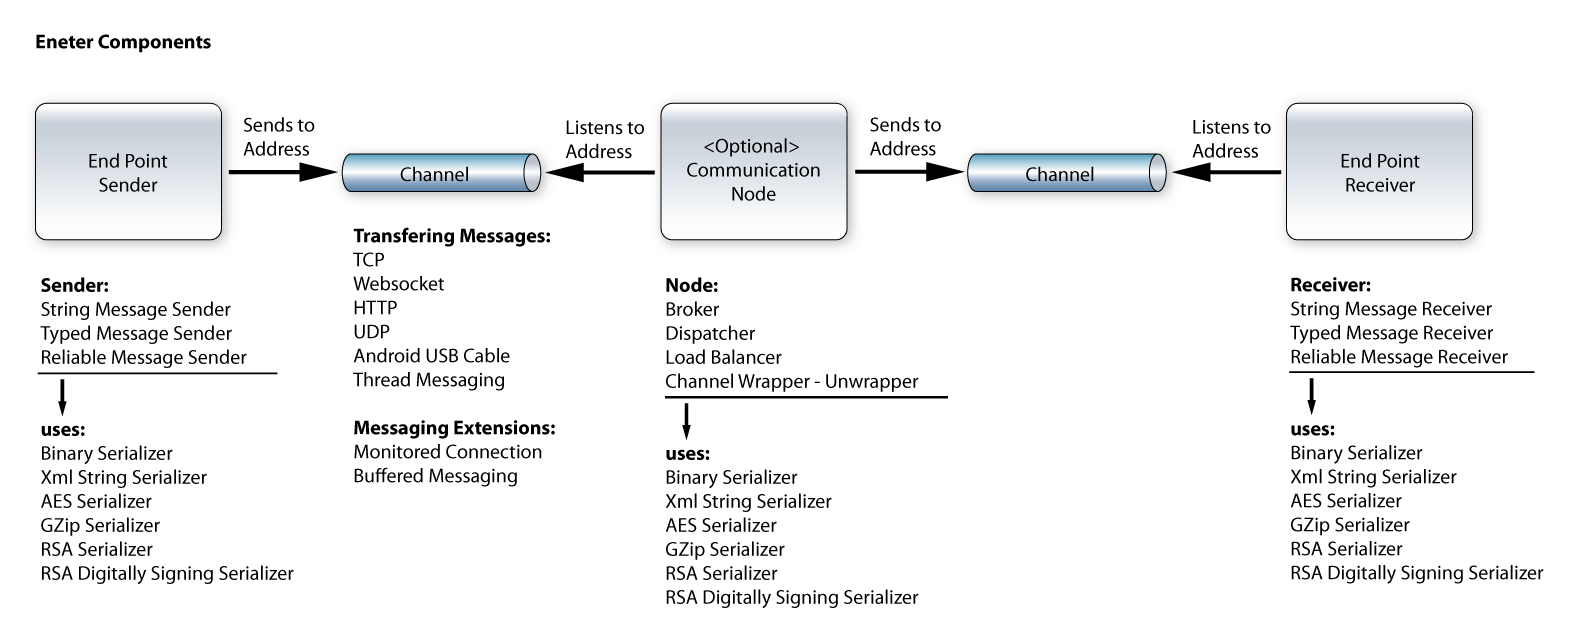 Eneter Components
End Point
Sender
Sends to
Address
Channel
Listens to
Address
<Optional>
Communication
Node
Sends to
Address
Channel
Listens to
Address
End Point
Receiver
Sender:
String Message Sender
Typed Message Sender
Reliable Message Sender
uses:
Binary Serializer
Xml String Serializer
AES Serializer
GZip Serializer
RSA Serializer
RSA Digitally Signing Serializer
Transfering Messages:
TCP
Websocket
HTTP
UDP
Android USB Cable
Thread Messaging
Messaging Extensions:
Monitored Connection
Buffered Messaging
Node:
Broker
Dispatcher
Load Balancer
Channel Wrapper - Unwrapper
uses:
Binary Serializer
Xml String Serializer
AES Serializer
GZip Serializer
RSA Serializer
RSA Digitally Signing Serializer
Receiver:
String Message Receiver
Typed Message Receiver
Reliable Message Receiver
uses:
Binary Serializer
Xml String Serializer
AES Serializer
GZip Serializer
RSA Serializer
RSA Digitally Signing Serializer